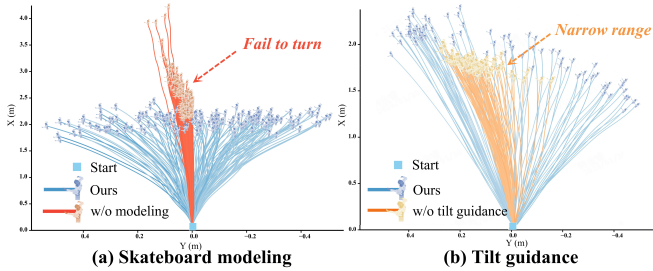 4.0
3.5
3.0
2.5
2.0
1.5
1.0
0.5
0.0
X (m)
Fail to turn
Start
Ours
w/o modeling
0.4 0.2 0.0 −0.2 −0.4
Y (m)
(a) Skateboard modeling
2.0
1.5
1.0
0.5
0.0
X (m)
Narrow range
Start
Ours
w/o tilt guidance
0.4 0.2 0.0 −0.2 −0.4
Y (m)
(b) Tilt guidance